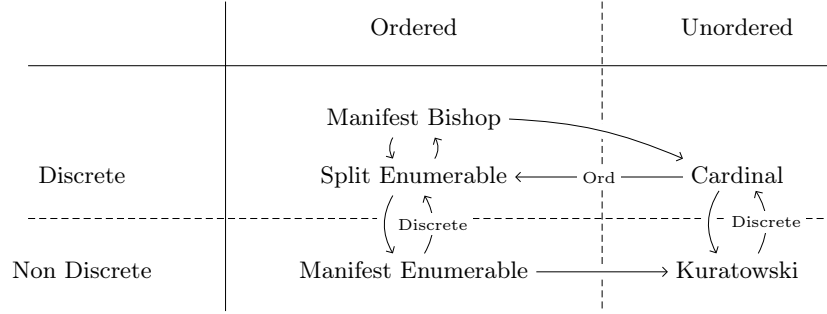 Ordered Unordered
Manifest Bishop
Discrete Split Enumerable Ord Cardinal
Discrete Discrete
Non Discrete Manifest Enumerable Kuratowski